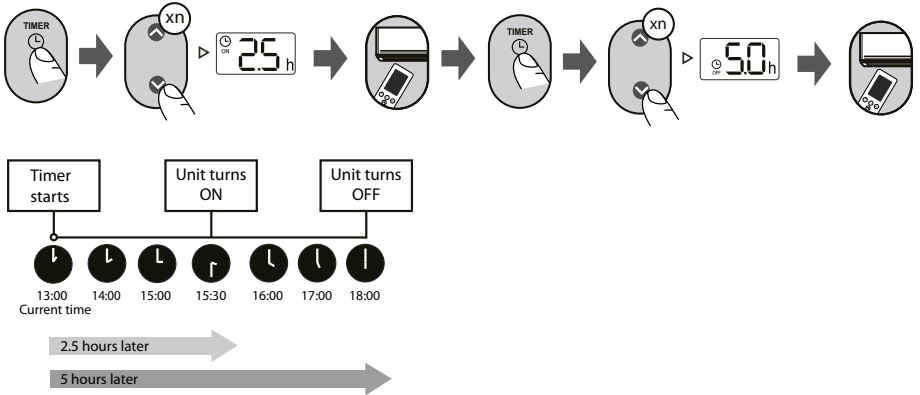 TIMER
xn
ON
2.5 h
TIMER
xn
OFF
5.0 h
Timer
starts
Unit turns
ON
Unit turns
OFF
13:00
14:00
15:00
15:30
16:00
17:00
18:00
Current time
2.5 hours later
5 hours later